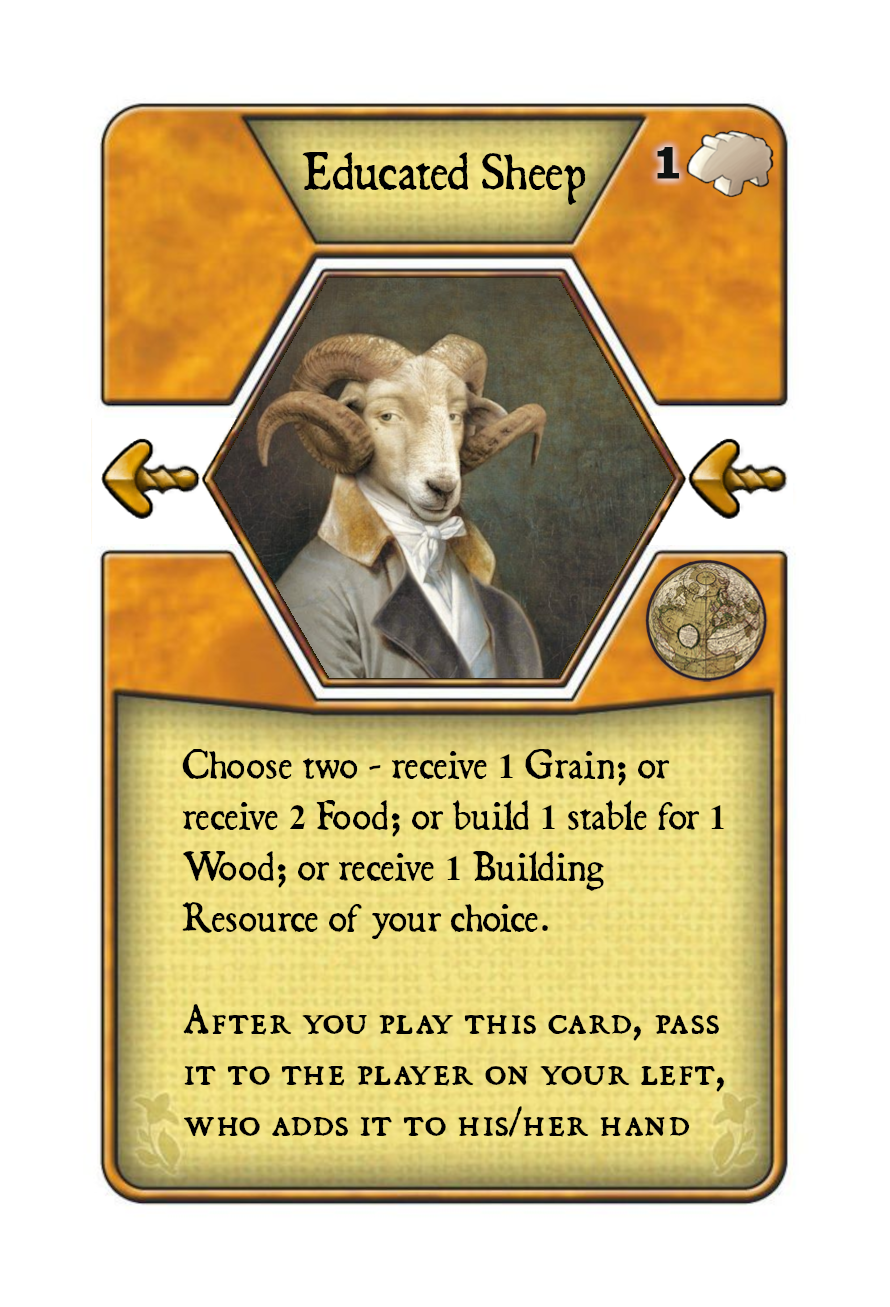 Educated Sheep
1
Choose two - receive 1 Grain; or
receive 2 Food; or build 1 stable for 1
Wood; or receive 1 Building
Resource of your choice.
After you play this card, pass
it to the player on your left,
who adds it to his/her hand